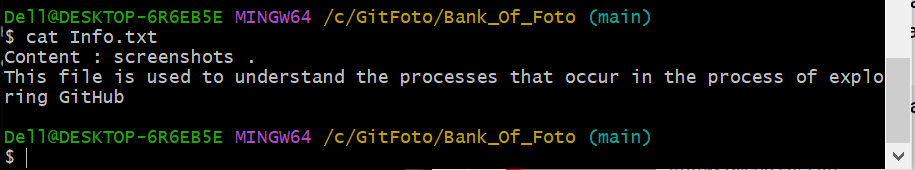 Dell@DESKTOP-6R6EB5E MINGW64 /c/GitFoto/Bank_Of_Foto (main)
$ cat Info.txt
Content : screenshots .
This file is used to understand the processes that occur in the process of explo
ring GitHub
Dell@DESKTOP-6R6EB5E MINGW64 /c/GitFoto/Bank_Of_Foto (main)
$